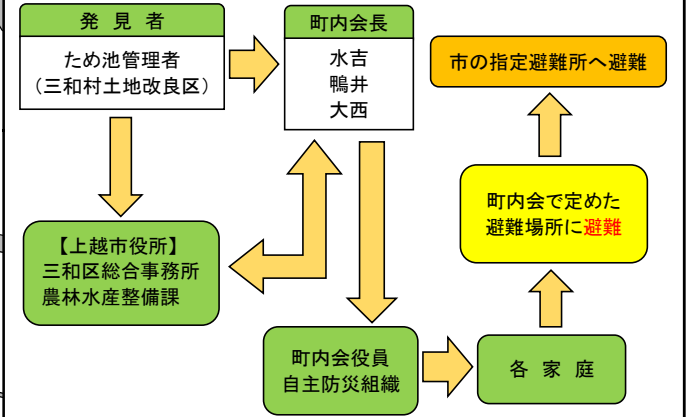 発見者
ため池管理者
（三和村土地改良区）
町内会長
水吉
鴨井
大西
市の指定避難所へ避難
町内会で定めた
避難場所に避難
【上越市役所】
三和区総合事務所
農林水産整備課
町内会役員
自主防災組織
各家庭